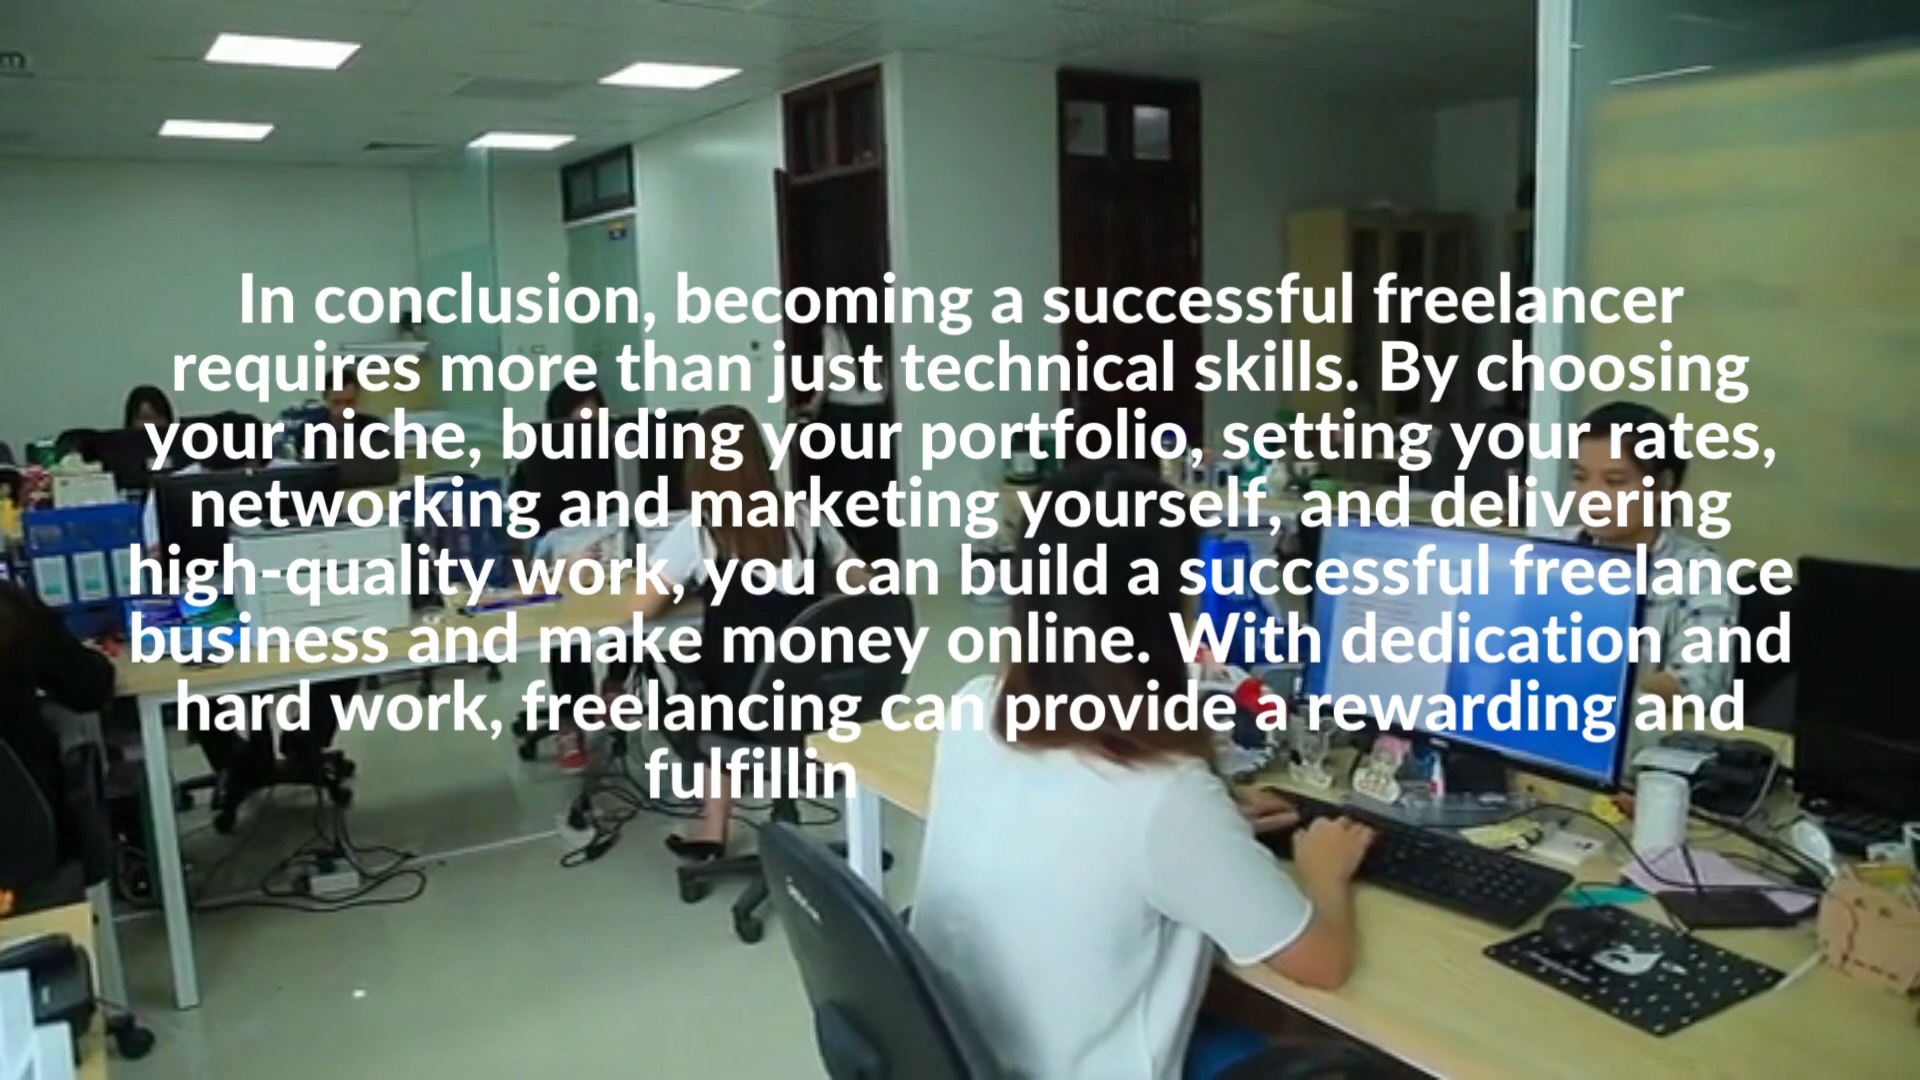 In conclusion, becoming a successful freelancer
requires more than just technical skills. By choosing
your niche, building your portfolio, setting your rates,
networking and marketing yourself, and delivering
high-quality work, you can build a successful freelance
business and make money online. With dedication and
hard work, freelancing can provide a rewarding and
fulfillin